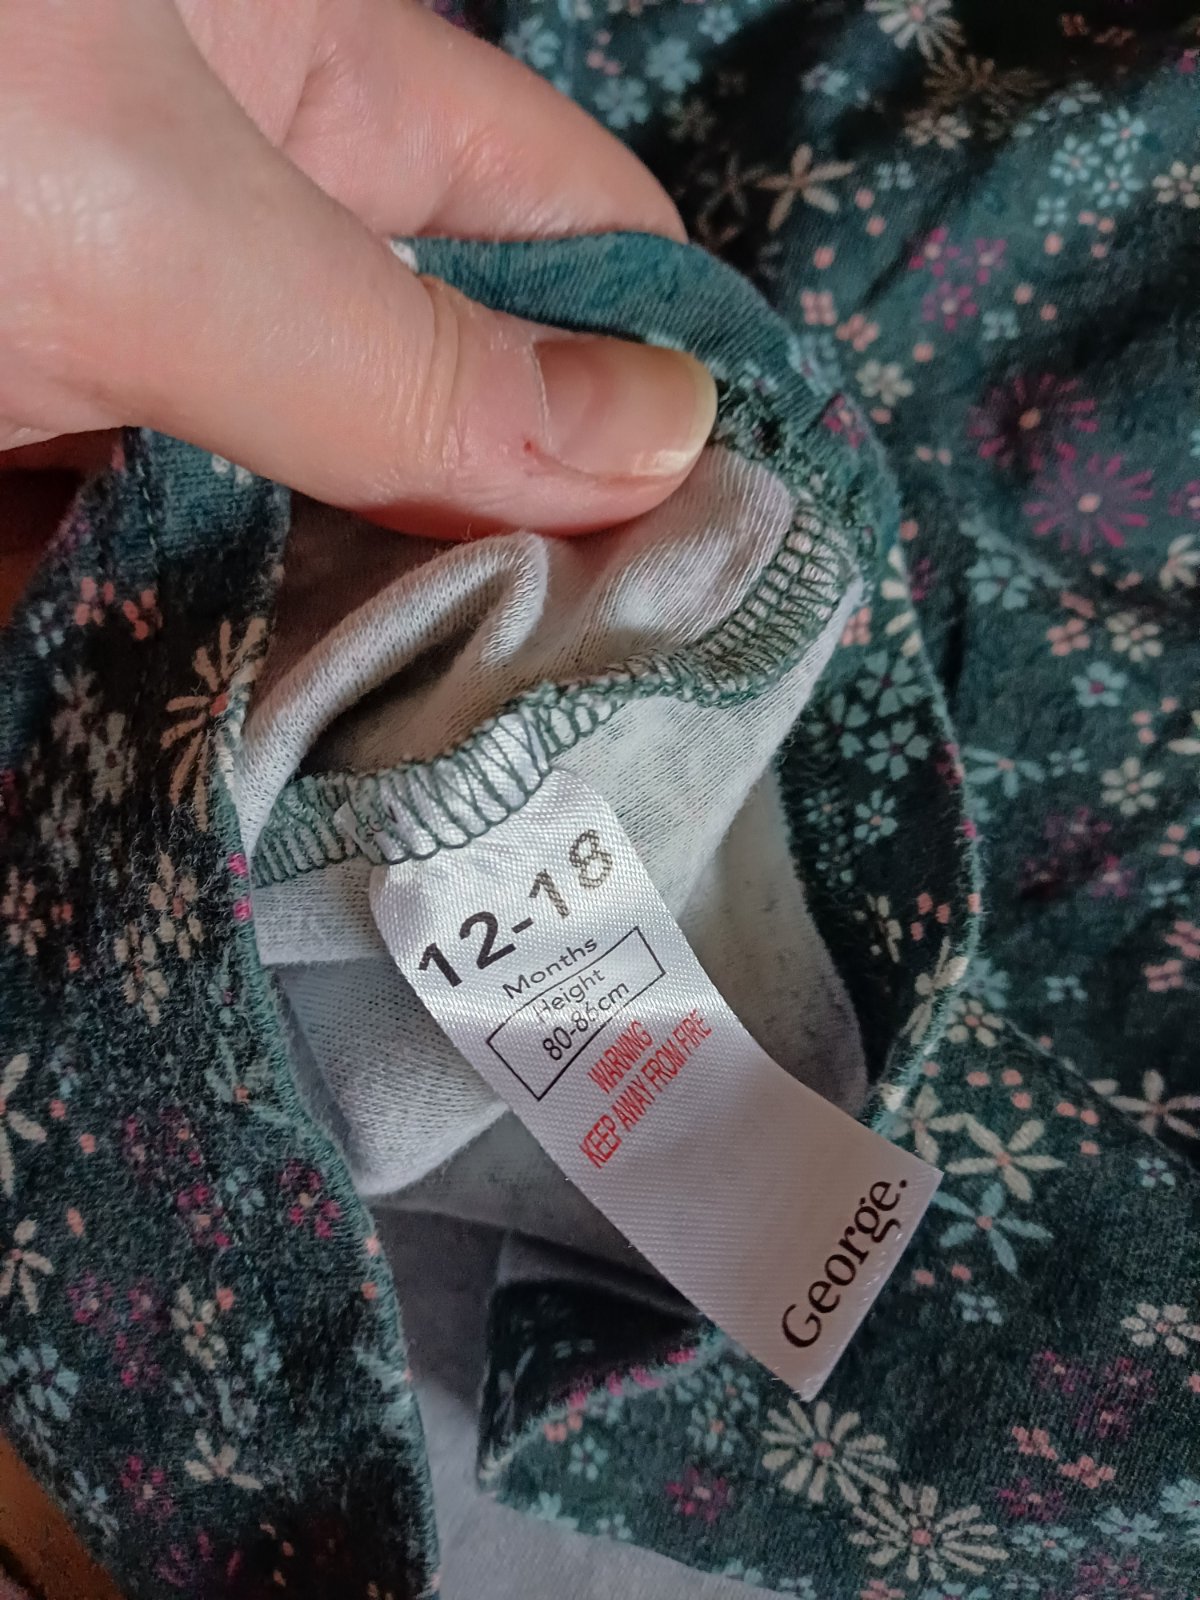 12-18
Months
Height
80-86cm
WARNING
KEEP AWAY FROM FIRE
George.